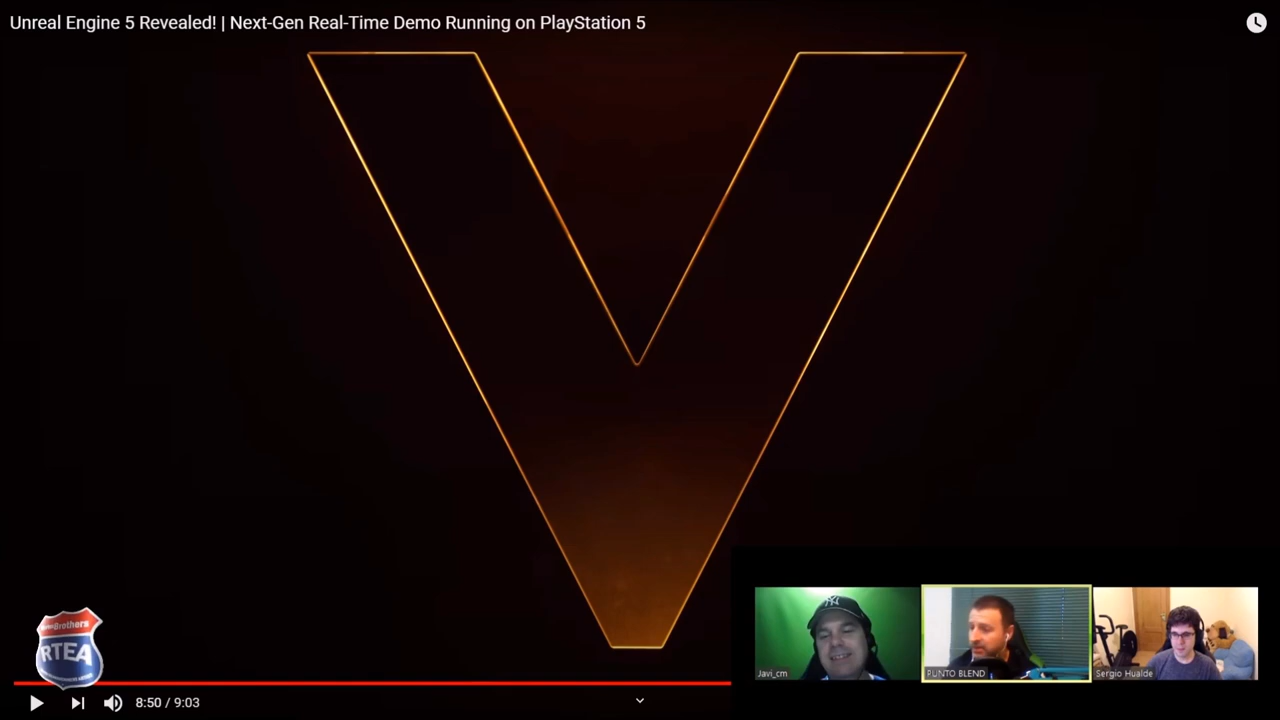 Unreal Engine 5 Revealed! | Next-Gen Real-Time Demo Running on PlayStation 5
V
Brothers
RTEA
Javi_cm
PUNTO BLEND
Sergio Hualde
8:50 / 9:03